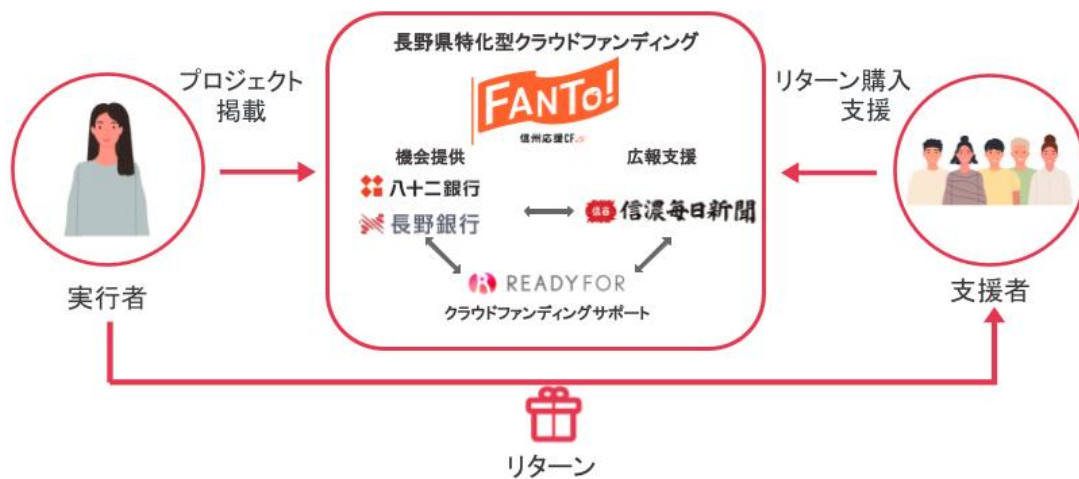 長野県特化型クラウドファンディング
FANTO!
信州応援CF
プロジェクト
掲載
リターン購入
支援
機会提供
広報支援
八十二銀行
長野銀行
信毎
信濃毎日新聞
READYFOR
クラウドファンディングサポート
実行者
支援者
リターン